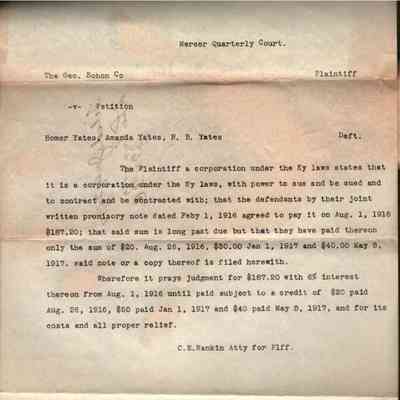 Mercer Quarterly Court.
The Geo. Bohon Co Plaintiff
-v- Petition
Homer Yates, Amanda Yates, R. B. Yates Deft.
The Plaintiff a corporation under the Ky laws states that
it is a corporation under the Ky laws, with power to sue and be sued and
to contract and be contracted with; that the defendants by their joint
written promisory note dated Feby 1, 1916 agreed to pay it on Aug. 1, 1916
$187.20; that said sum is long past due but that they have paid thereon
only the sum of $20. Aug. 26, 1916, $50.00 Jan 1, 1917 and $40.00 May 8,
1917. said note or a copy thereof is filed herewith.
Wherefore it prays judgment for $187.20 with 6% interest
thereon from Aug. 1, 1916 until paid subject to a credit of $20 paid
Aug. 26, 1916, $50 paid Jan 1, 1917 and $40 paid May 8, 1917, and for its
costs and all proper relief.
C.E.Rankin Atty for Plff.